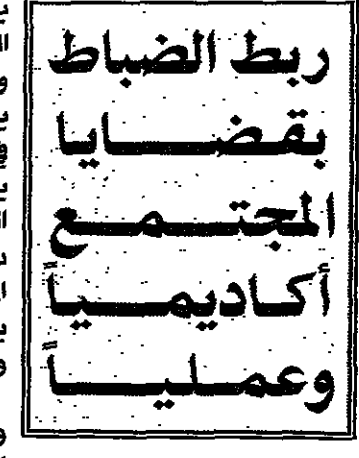 ربط الضباط
بقضايا
المجتمع
أكاديمياً
وعملياً